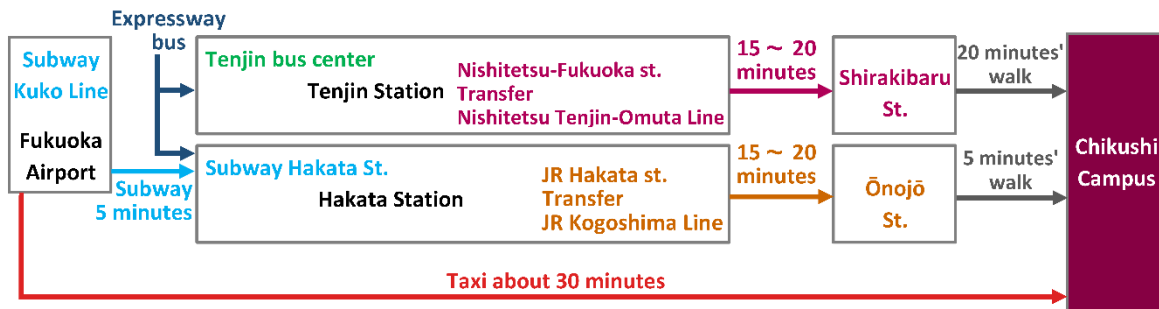 Expressway
bus
Subway
Kuko Line
Fukuoka
Airport
Subway
5 minutes
Tenjin bus center
Tenjin Station
Nishitetsu-Fukuoka st.
Transfer
Nishitetsu Tenjin-Omuta Line
15 ~ 20
minutes
Shirakibaru
St.
20 minutes'
walk
Subway Hakata St.
Hakata Station
JR Hakata st.
Transfer
JR Kogoshima Line
15 ~ 20
minutes
Ōnojō
St.
5 minutes'
walk
Chikushi
Campus
Taxi about 30 minutes